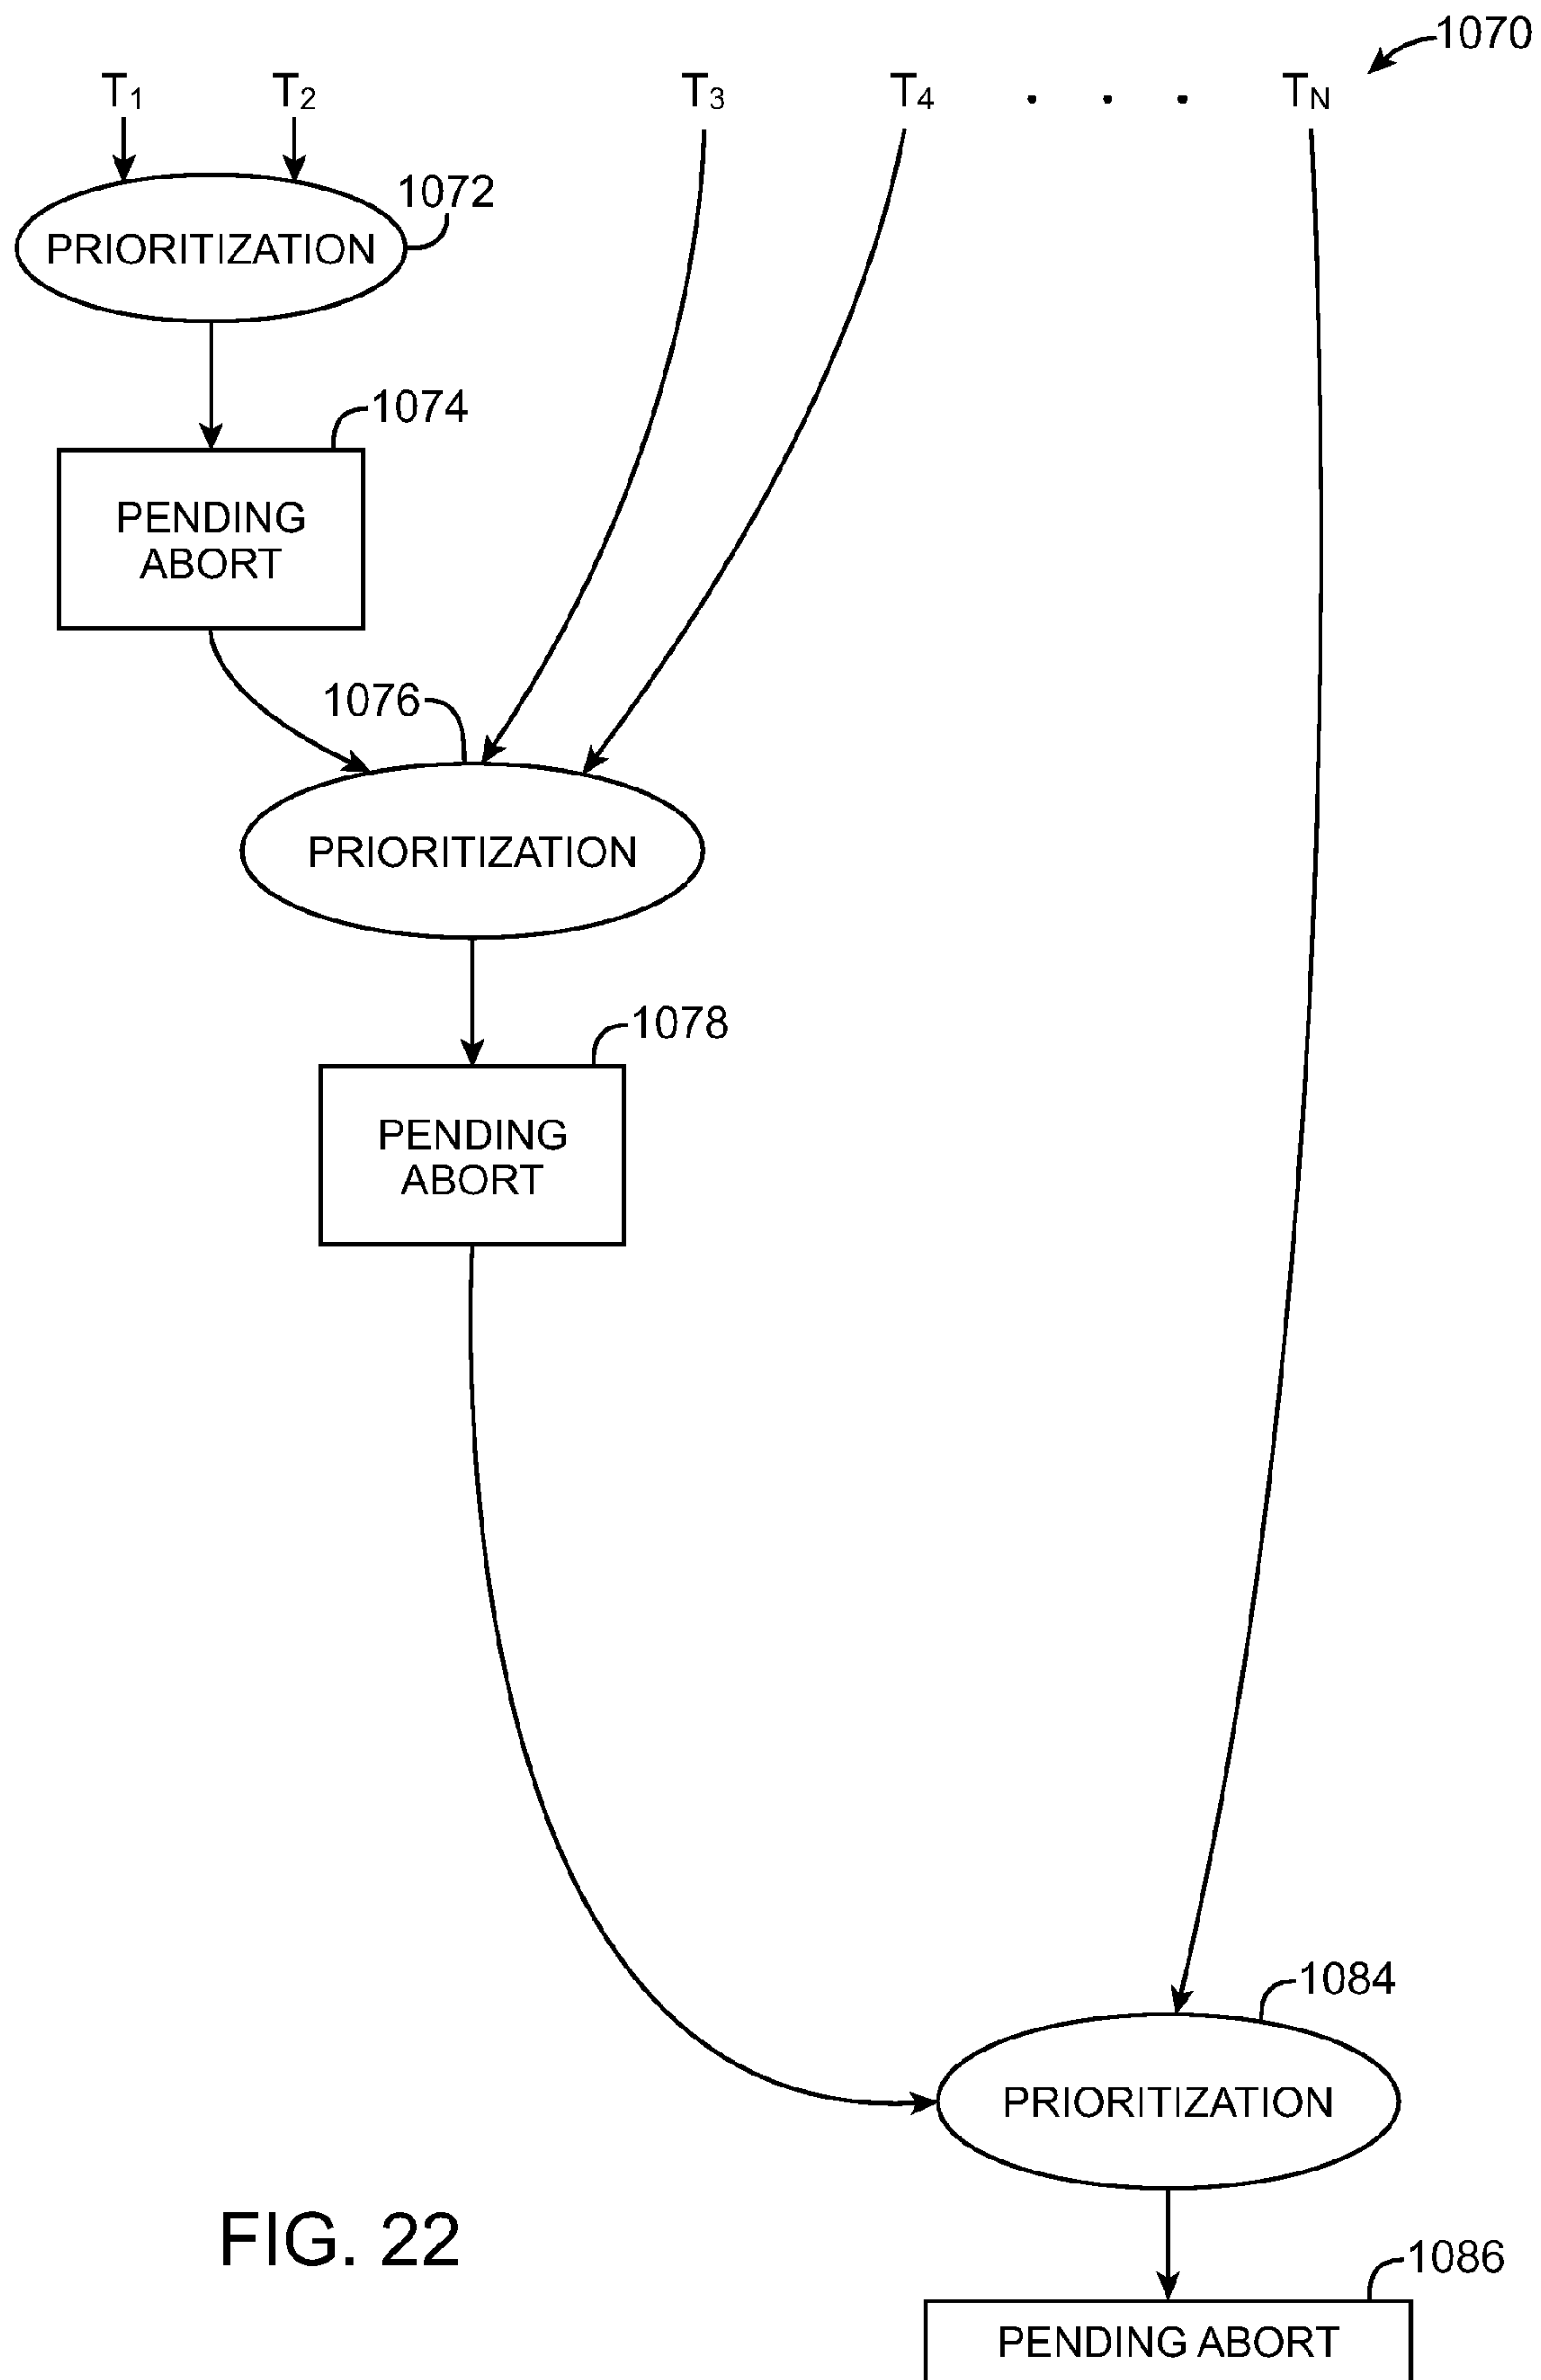 1070
T₁ T₂ T₃ T₄ . . . T_N
1072
PRIORITIZATION
1074
PENDING
ABORT
1076
PRIORITIZATION
1078
PENDING
ABORT
1084
PRIORITIZATION
FIG. 22
1086
PENDING ABORT